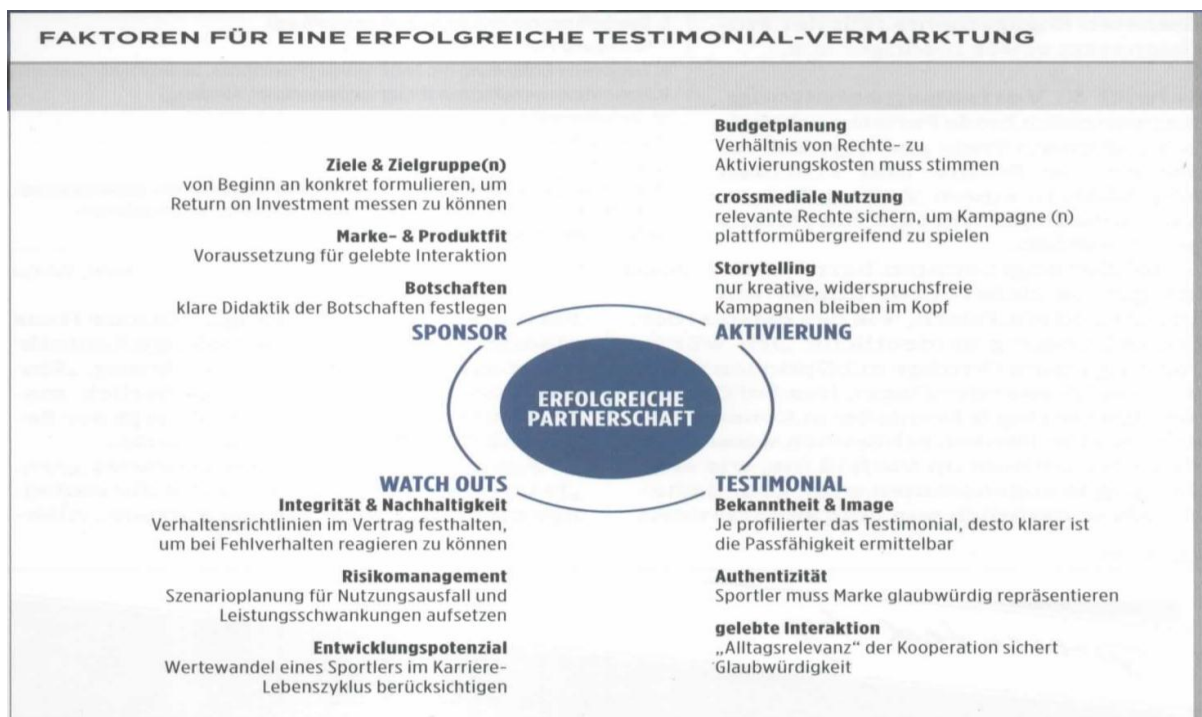 FAKTOREN FÜR EINE ERFOLGREICHE TESTIMONIAL-VERMARKTUNG
Ziele & Zielgruppe(n)
von Beginn an konkret formulieren, um
Return on Investment messen zu können
Marke- & Produktfit
Voraussetzung für gelebte Interaktion
Botschaften
klare Didaktik der Botschaften festlegen
SPONSOR
Budgetplanung
Verhältnis von Rechte- zu
Aktivierungskosten muss stimmen
crossmediale Nutzung
relevante Rechte sichern, um Kampagne (n)
plattformübergreifend zu spielen
Storytelling
nur kreative, widerspruchsfreie
Kampagnen bleiben im Kopf
AKTIVIERUNG
ERFOLGREICHE
PARTNERSCHAFT
WATCH OUTS
Integrität & Nachhaltigkeit
Verhaltensrichtlinien im Vertrag festhalten,
um bei Fehlverhalten reagieren zu können
Risikomanagement
Szenarioplanung für Nutzungsausfall und
Leistungsschwankungen aufsetzen
Entwicklungspotenzial
Wertewandel eines Sportlers im Karriere-
Lebenszyklus berücksichtigen
TESTIMONIAL
Bekanntheit & Image
Je profilierter das Testimonial, desto klarer ist
die Passfähigkeit ermittelbar
Authentizität
Sportler muss Marke glaubwürdig repräsentieren
gelebte Interaktion
„Alltagsrelevanz“ der Kooperation sichert
Glaubwürdigkeit